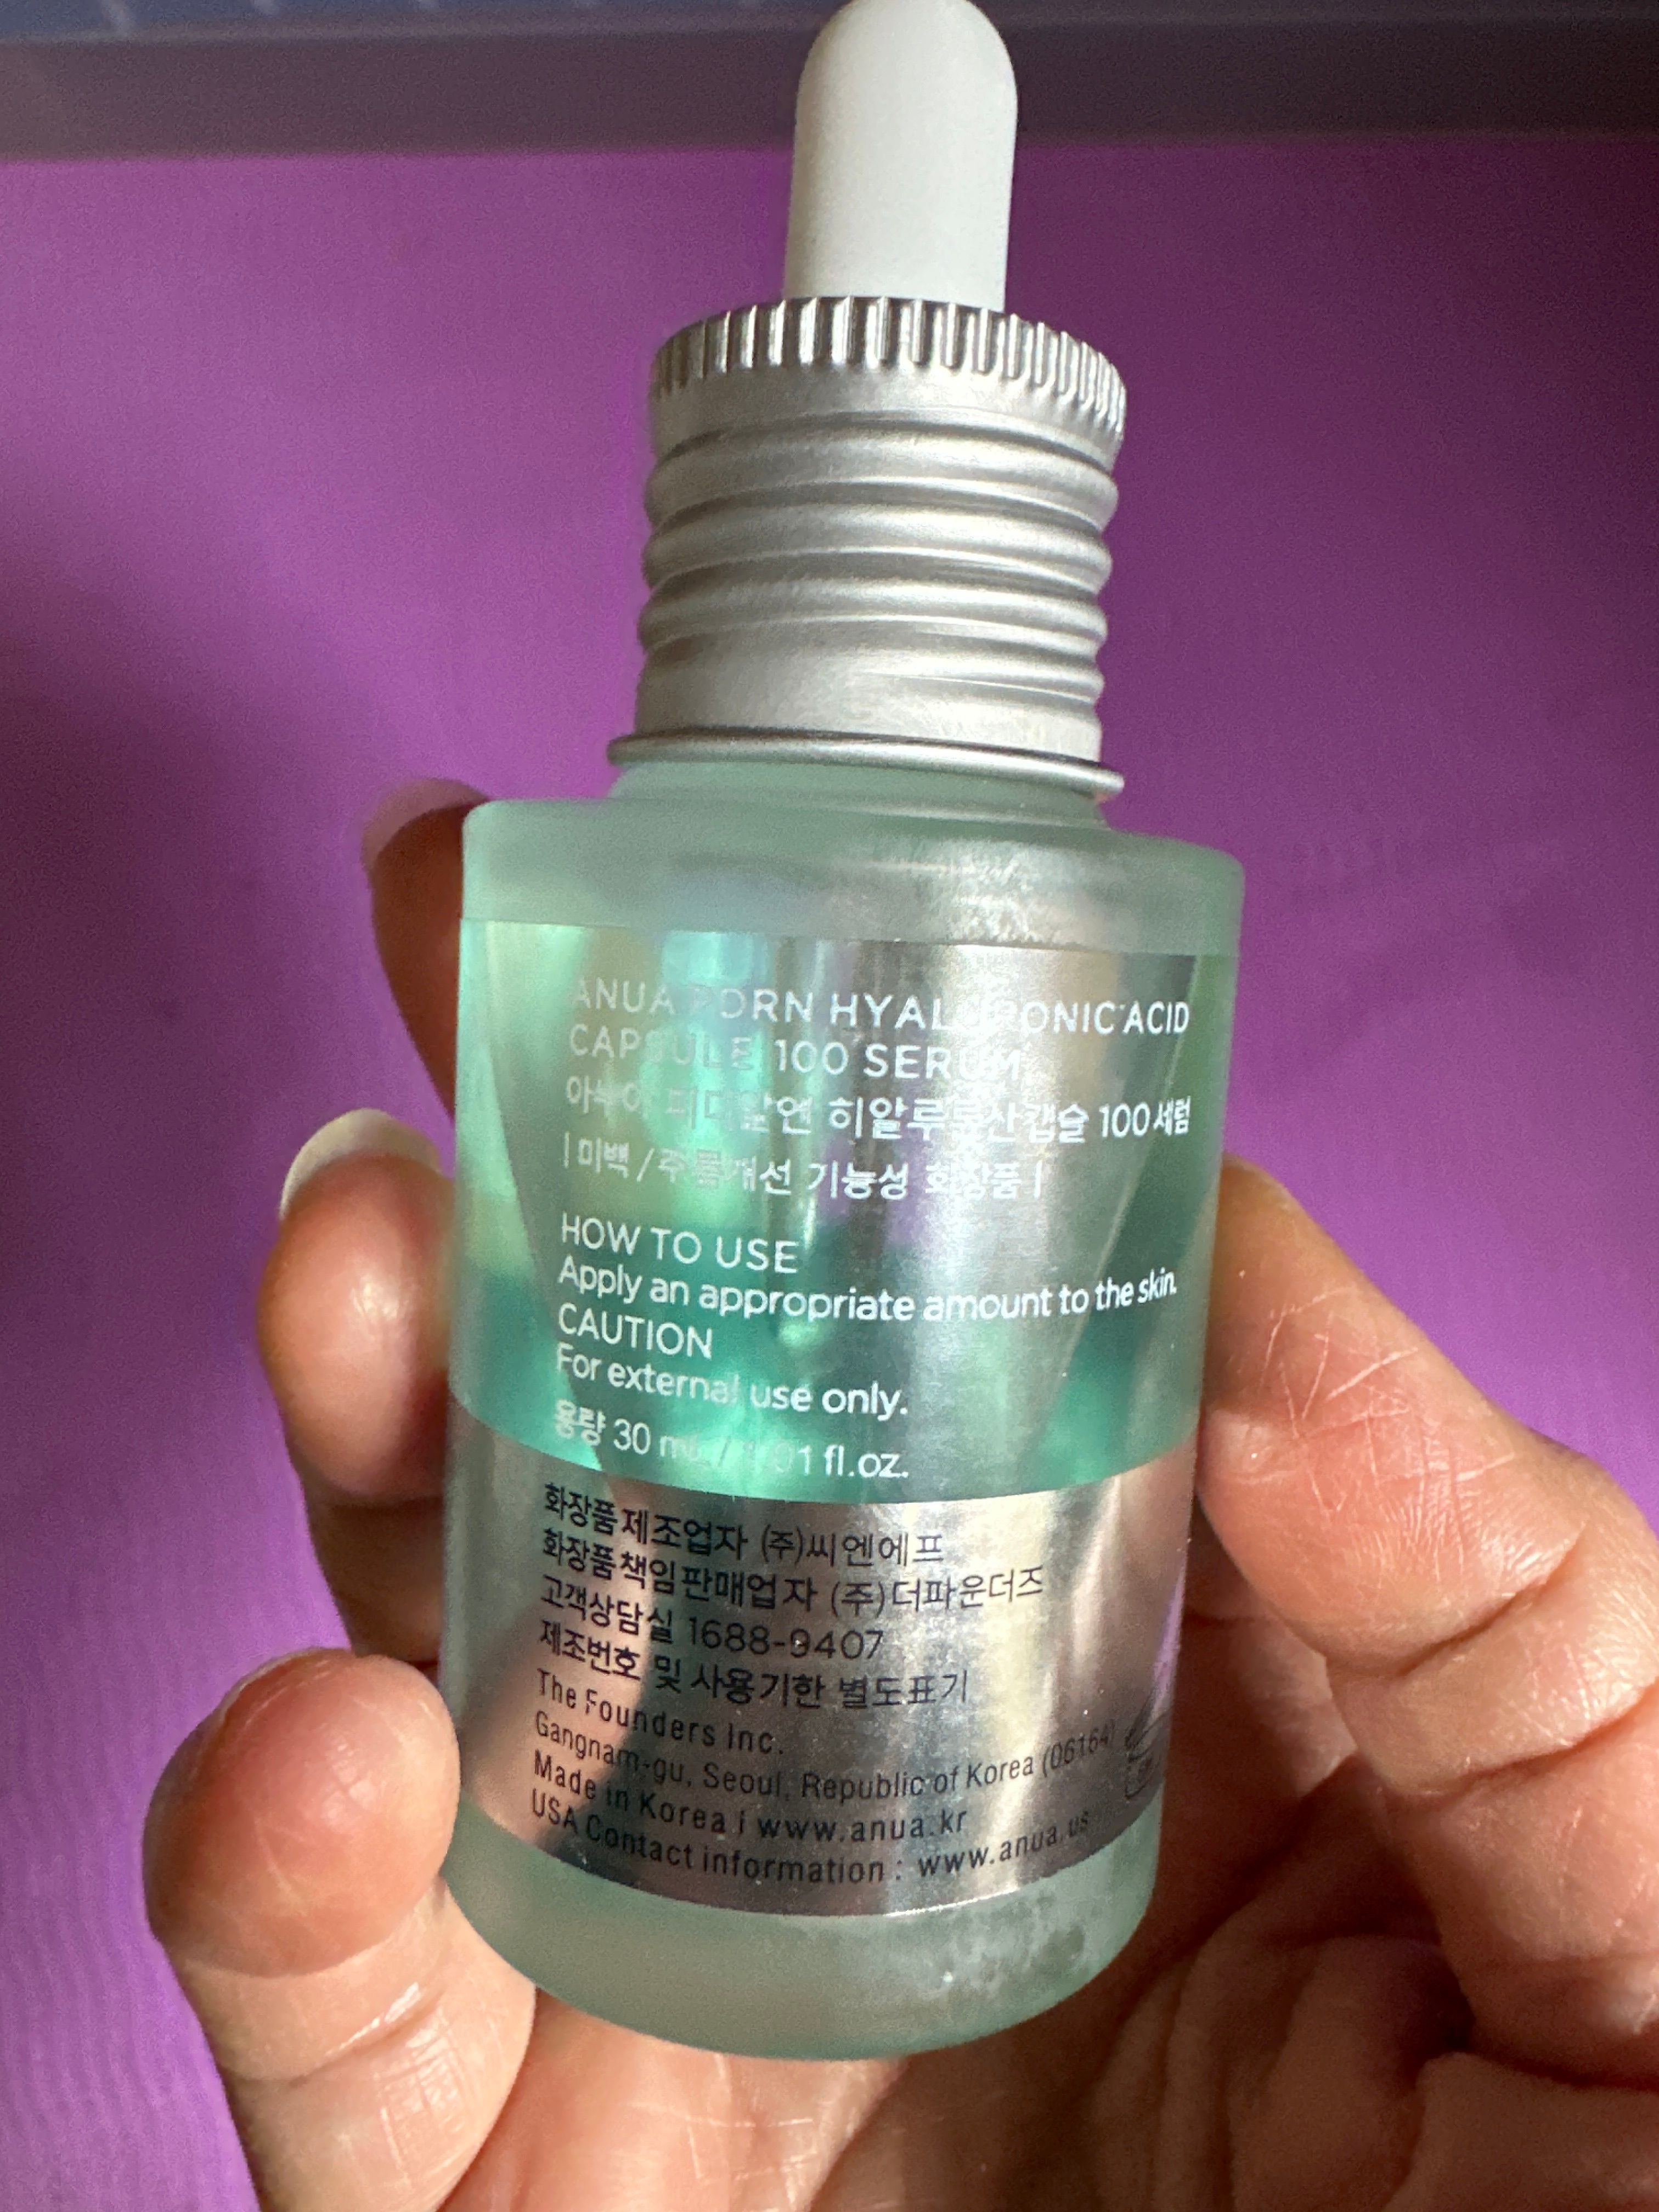 ANUA PDRN HYALURONIC ACID
CAPSULE 100 SERUM
아누아 피디알엔 히알루론산캡슐 100 세럼
| 미백 / 주름개선 기능성 화장품 |
HOW TO USE
Apply an appropriate amount to the skin.
CAUTION
For external use only.
용량 30 mL / 1.01 fl.oz.
화장품제조업자 (주)씨엔에프
화장품책임판매업자 (주)더파운더즈
고객상담실 1688-9407
제조번호 및 사용기한 별도표기
The Founders Inc.
Gangnam-gu, Seoul, Republic of Korea (06164)
Made in Korea | www.anua.kr
USA Contact information : www.anua.us